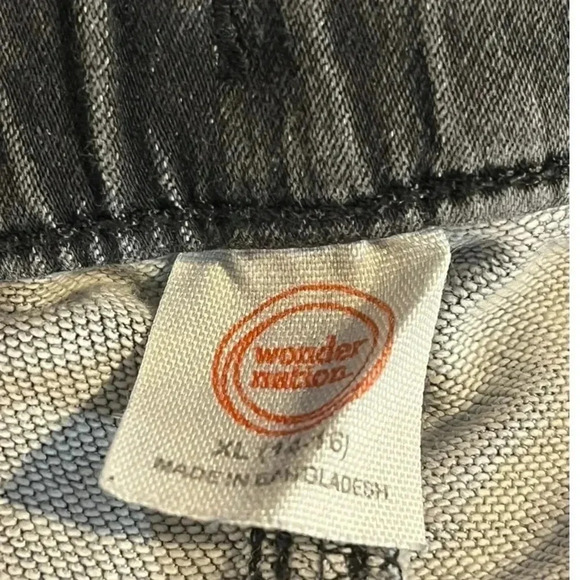 wonder
nation.
XL (14-16)
MADE IN BANGLADESH